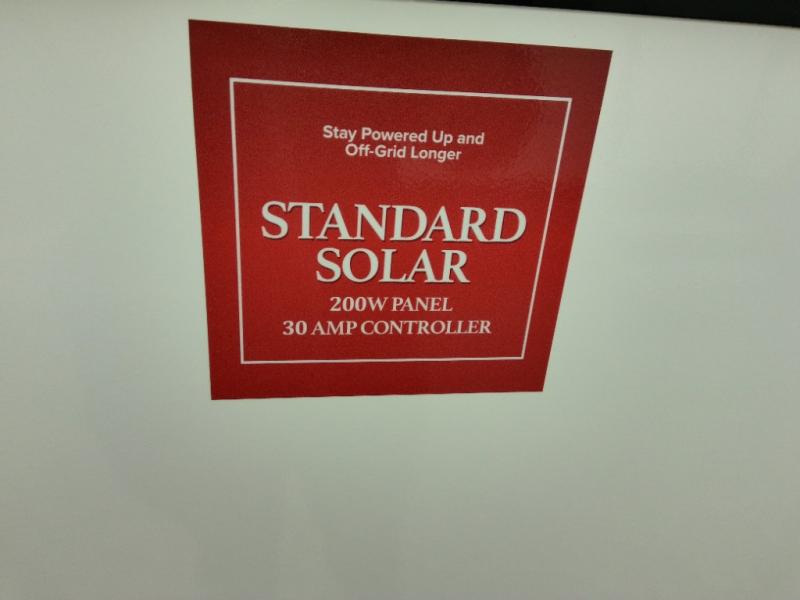 Stay Powered Up and
Off-Grid Longer
STANDARD
SOLAR
200W PANEL
30 AMP CONTROLLER